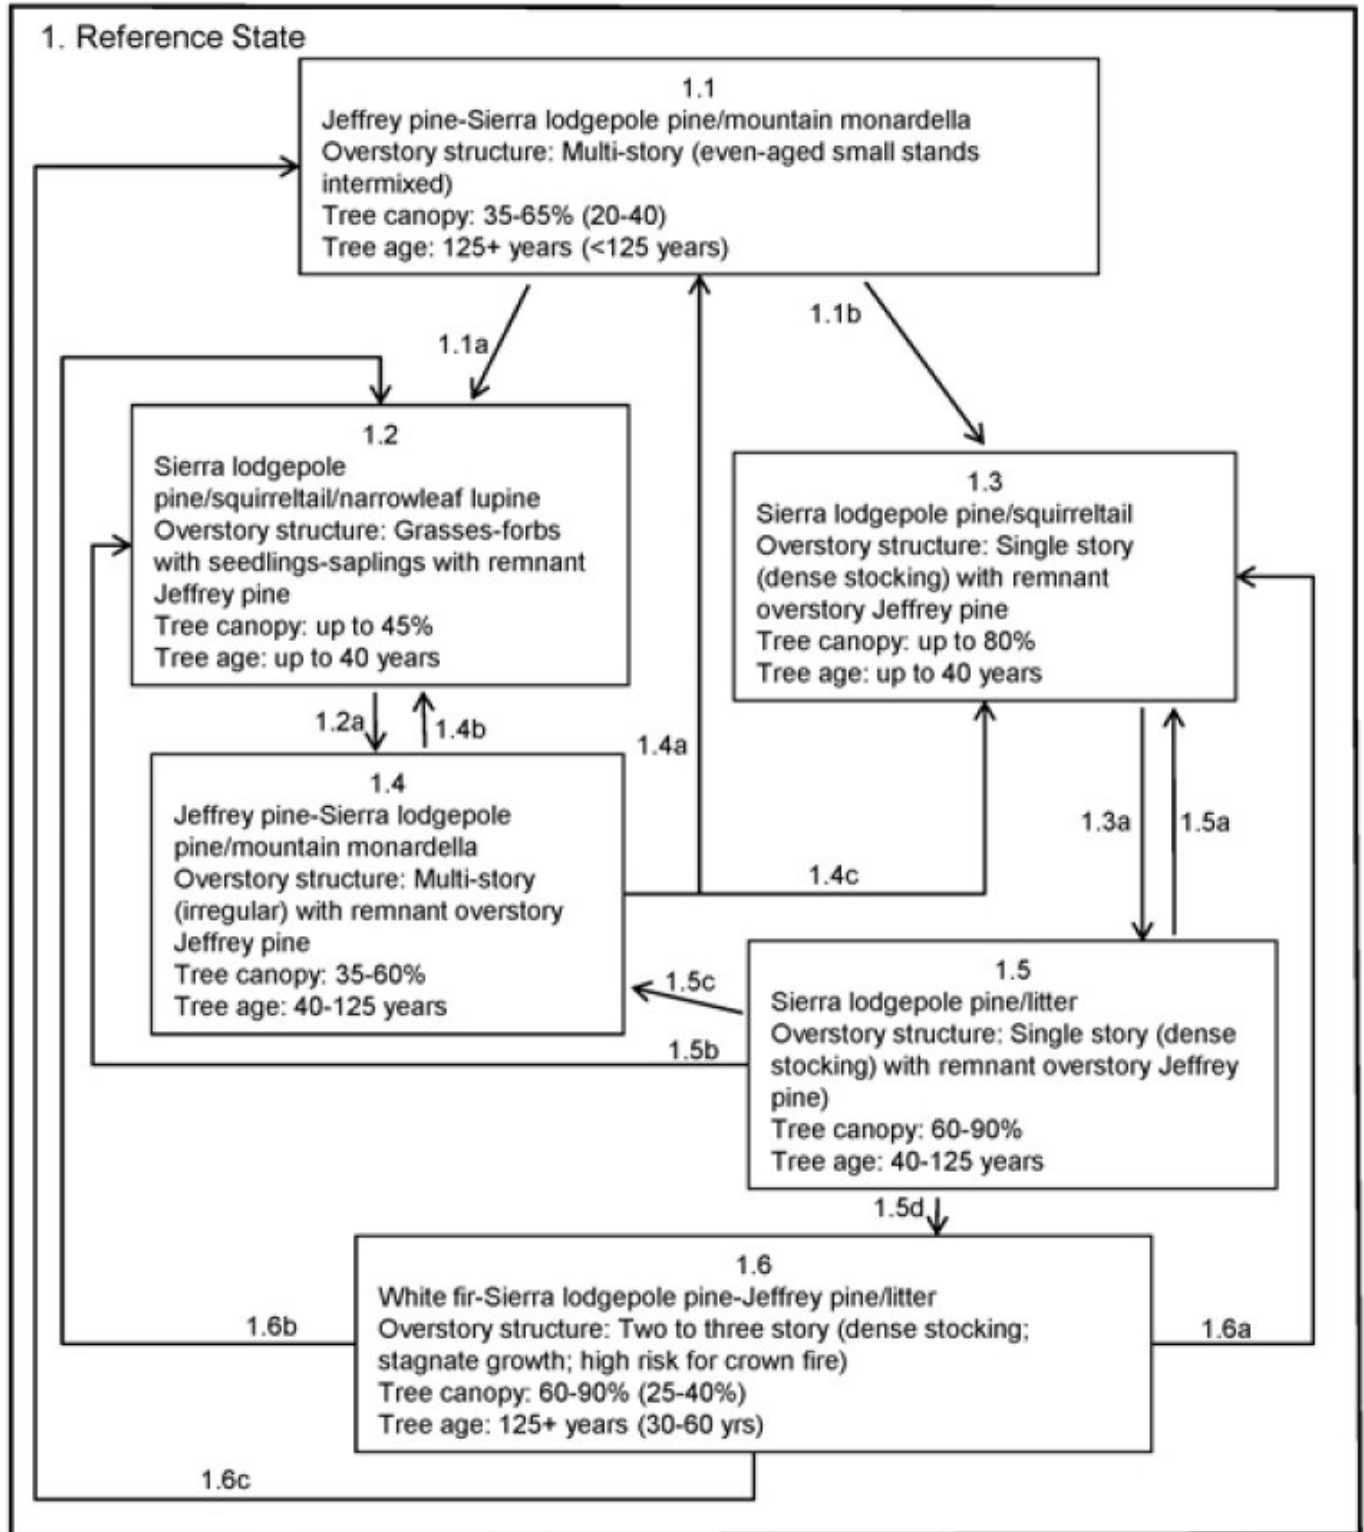 1. Reference State
1.1
Jeffrey pine-Sierra lodgepole pine/mountain monardella
Overstory structure: Multi-story (even-aged small stands
intermixed)
Tree canopy: 35-65% (20-40)
Tree age: 125+ years (<125 years)
1.1a
1.1b
1.2
Sierra lodgepole
pine/squirreltail/narrowleaf lupine
Overstory structure: Grasses-forbs
with seedlings-saplings with remnant
Jeffrey pine
Tree canopy: up to 45%
Tree age: up to 40 years
1.3
Sierra lodgepole pine/squirreltail
Overstory structure: Single story
(dense stocking) with remnant
overstory Jeffrey pine
Tree canopy: up to 80%
Tree age: up to 40 years
1.2a
1.4b
1.4a
1.4
Jeffrey pine-Sierra lodgepole
pine/mountain monardella
Overstory structure: Multi-story
(irregular) with remnant overstory
Jeffrey pine
Tree canopy: 35-60%
Tree age: 40-125 years
1.3a
1.5a
1.4c
1.5c
1.5b
1.5
Sierra lodgepole pine/litter
Overstory structure: Single story (dense
stocking) with remnant overstory Jeffrey
pine)
Tree canopy: 60-90%
Tree age: 40-125 years
1.5d
1.6
White fir-Sierra lodgepole pine-Jeffrey pine/litter
Overstory structure: Two to three story (dense stocking;
stagnate growth; high risk for crown fire)
Tree canopy: 60-90% (25-40%)
Tree age: 125+ years (30-60 yrs)
1.6b
1.6a
1.6c